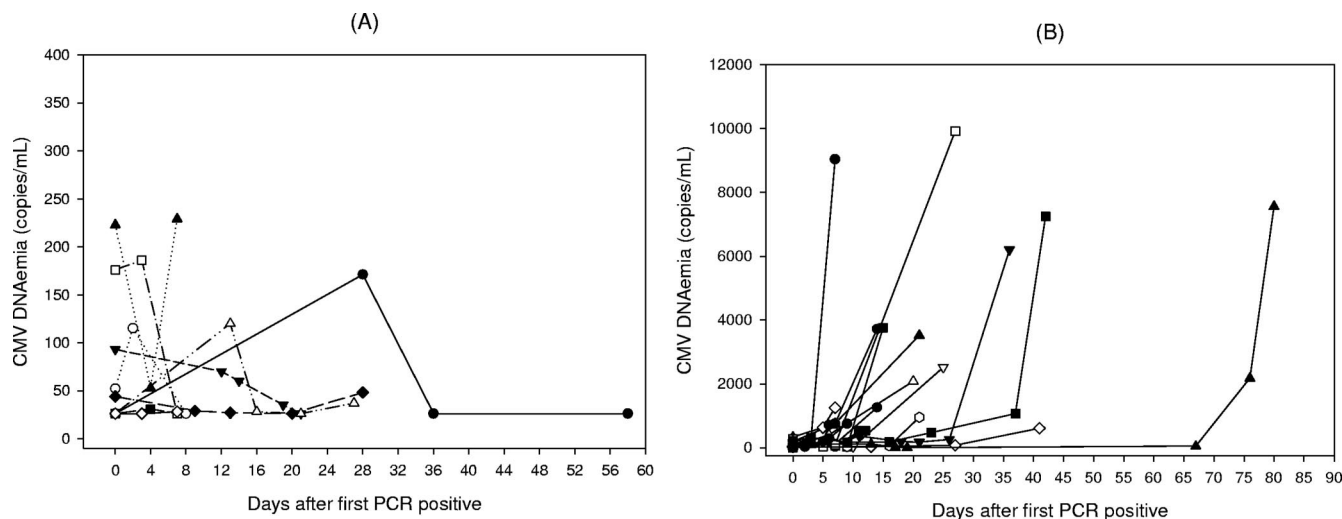 (A)
400
350
300
250
200
150
100
50
0
CMV DNAemia (copies/mL)
0 4 8 12 16 20 24 28 32 36 40 44 48 52 56 60
Days after first PCR positive
(B)
12000
10000
8000
6000
4000
2000
0
CMV DNAemia (copies/mL)
0 5 10 15 20 25 30 35 40 45 50 55 60 65 70 75 80 85 90
Days after first PCR positive